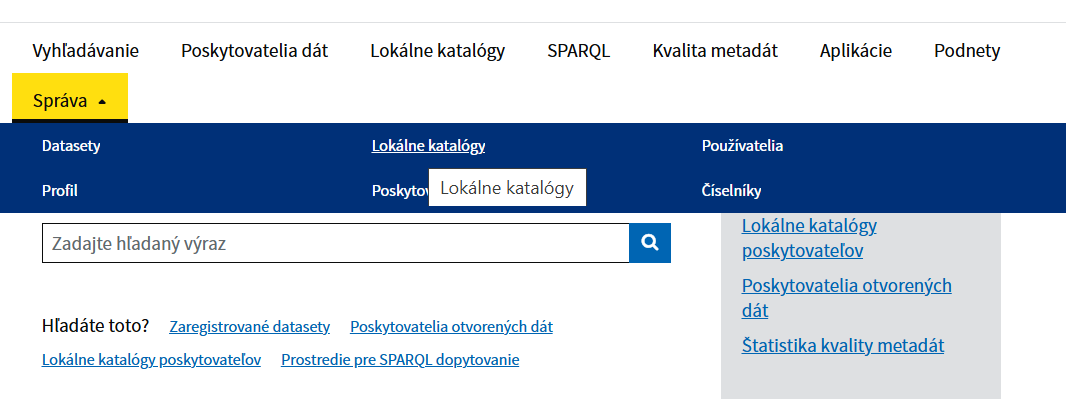 Vyhľadávanie Poskytovatelia dát Lokálne katalógy SPARQL Kvalita metadát Aplikácie Podnety
Správa
Datasety Lokálne katalógy Používatelia
Profil Lokálne katalógy Číselníky
Zadajte hľadaný výraz
Lokálne katalógy
poskytovateľov
Poskytovatelia otvorených
dát
Štatistika kvality metadát
Hľadáte toto? Zaregistrované datasety Poskytovatelia otvorených dát
Lokálne katalógy poskytovateľov Prostredie pre SPARQL dopytovanie